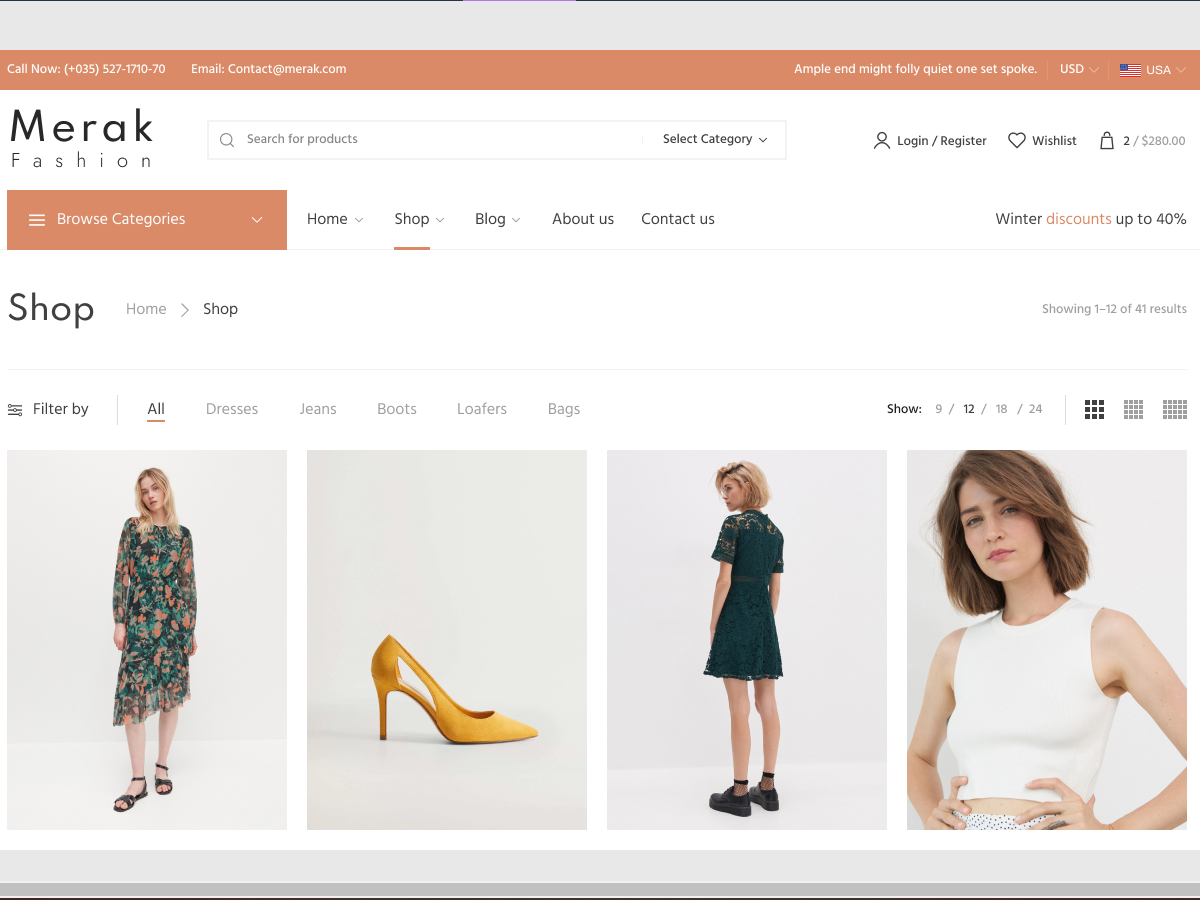 Call Now: (+035) 527-1710-70 Email: Contact@merak.com Ample end might folly quiet one set spoke. USD USA
Merak
Fashion
Search for products Select Category Login / Register Wishlist 2 / $280.00
Browse Categories Home Shop Blog About us Contact us Winter discounts up to 40%
Shop Home Shop Showing 1–12 of 41 results
Filter by All Dresses Jeans Boots Loafers Bags Show: 9 / 12 / 18 / 24